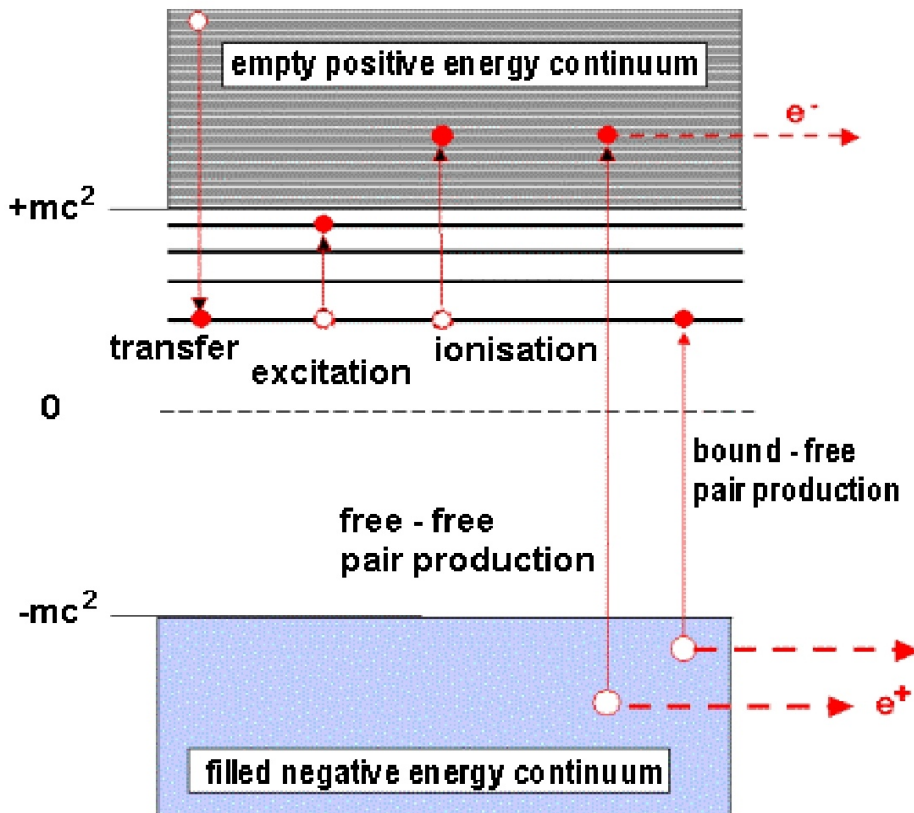 empty positive energy continuum
e-
+mc²
transfer
excitation
ionisation
0
bound - free
pair production
free - free
pair production
-mc²
e+
filled negative energy continuum